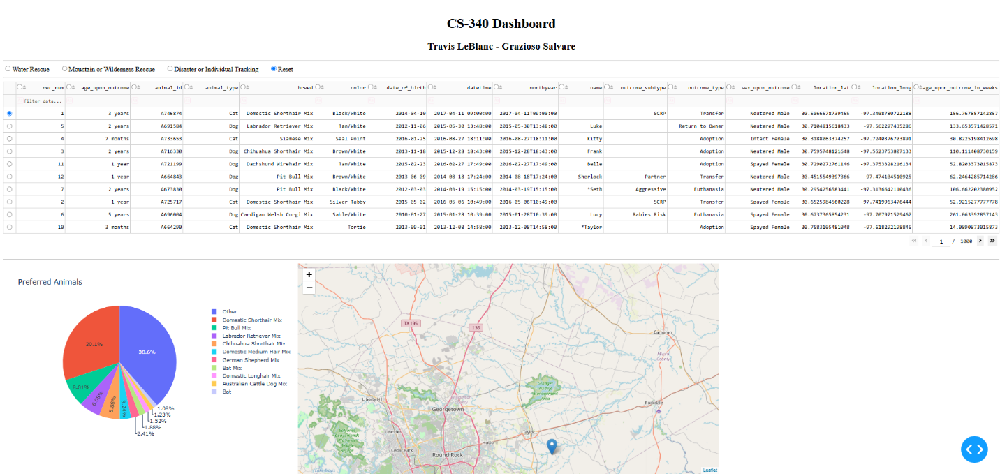 CS-340 Dashboard
Travis LeBlanc - Grazioso Salvare
Water Rescue Mountain or Wilderness Rescue Disaster or Individual Tracking Reset
rec_num age_upon_outcome animal_id animal_type breed color date_of_birth datetime monthyear name outcome_subtype outcome_type sex_upon_outcome location_lat location_long age_upon_outcome_in_weeks
filter data...
1 3 years A746874 Cat Domestic Shorthair Mix Black/White 2014-04-10 2017-04-11 09:00:00 2017-04-11T09:00:00 SCRP Transfer Neutered Male 30.5066578739455 -97.3408780722188 156.767857142857
5 2 years A691584 Dog Labrador Retriever Mix Tan/White 2012-11-06 2015-05-30 13:48:00 2015-05-30T13:48:00 Luke Return to Owner Neutered Male 30.7104815618433 -97.562297435286 133.653571428571
4 7 months A733653 Cat Siamese Mix Seal Point 2016-01-25 2016-08-27 18:11:00 2016-08-27T18:11:00 Kitty Adoption Intact Female 30.3188063374257 -97.7240376703891 30.8225198412698
3 2 years A716330 Dog Chihuahua Shorthair Mix Brown/White 2013-11-18 2015-12-28 18:43:00 2015-12-28T18:43:00 Frank Adoption Neutered Male 30.7595748121648 -97.5523753807133 110.111408730159
11 1 year A721199 Dog Dachshund Wirehair Mix Tan/White 2015-02-23 2016-02-27 17:49:00 2016-02-27T17:49:00 Belle Adoption Spayed Female 30.7290272761146 -97.3753328216134 52.8203373015873
12 1 year A664843 Dog Pit Bull Mix Brown/White 2013-06-09 2014-08-18 17:24:00 2014-08-18T17:24:00 Sherlock Partner Transfer Neutered Male 30.4515549397366 -97.4741045​10925 62.2464285714286
7 2 years A673830 Dog Pit Bull Mix Black/White 2012-03-03 2014-03-19 15:15:00 2014-03-19T15:15:00 *Seth Aggressive Euthanasia Neutered Male 30.2954256583441 -97.3136642110436 106.662202380952
2 1 year A725717 Cat Domestic Shorthair Mix Silver Tabby 2015-05-02 2016-05-06 10:49:00 2016-05-06T10:49:00 SCRP Transfer Spayed Female 30.6525984560228 -97.7419963476444 52.9215277777778
6 5 years A696004 Dog Cardigan Welsh Corgi Mix Sable/White 2010-01-27 2015-01-28 10:39:00 2015-01-28T10:39:00 Lucy Rabies Risk Euthanasia Spayed Female 30.6737365854231 -97.707971529467 261.063392857143
10 3 months A664290 Cat Domestic Shorthair Mix Tortie 2013-09-01 2013-12-08 14:58:00 2013-12-08T14:58:00 *Taylor Adoption Spayed Female 30.7583105481048 -97.618292198845 14.0890873015873
« ‹ 1 / 1000 › »
Preferred Animals
38.6%
30.1%
8.01%
6.08%
5.88%
3.24%
1.08%
1.23%
1.52%
1.88%
2.41%
Other
Domestic Shorthair Mix
Pit Bull Mix
Labrador Retriever Mix
Chihuahua Shorthair Mix
Domestic Medium Hair Mix
German Shepherd Mix
Bat Mix
Domestic Longhair Mix
Australian Cattle Dog Mix
Bat
+
−
TX 195
I 35
Cameron
Milam County
Granger Wildlife Management Area
Liberty Hill
Williamson County
Georgetown
Rockdale
Balcones Canyonlands National Wildlife Refuge
Leander
Taylor
Hutto
Cedar Park
Round Rock
Lake Travis
Leaflet